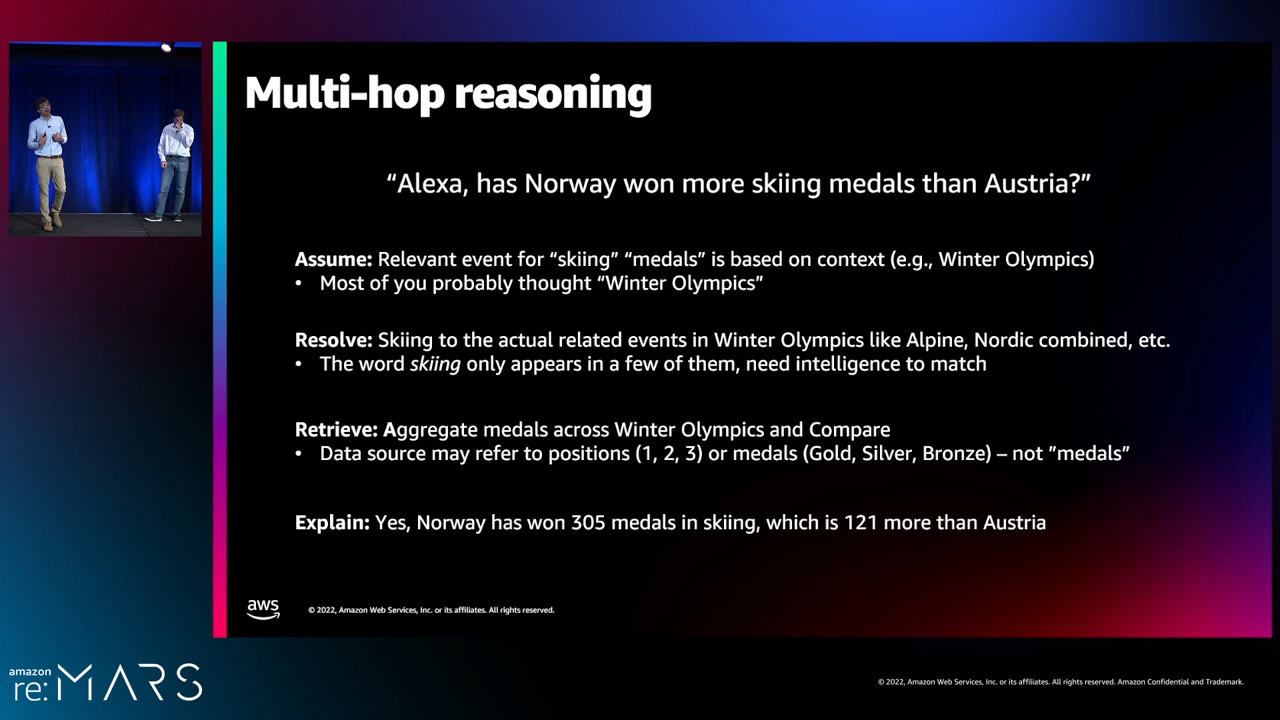 Multi-hop reasoning
“Alexa, has Norway won more skiing medals than Austria?”
Assume: Relevant event for “skiing” “medals” is based on context (e.g., Winter Olympics)
• Most of you probably thought “Winter Olympics”
Resolve: Skiing to the actual related events in Winter Olympics like Alpine, Nordic combined, etc.
• The word skiing only appears in a few of them, need intelligence to match
Retrieve: Aggregate medals across Winter Olympics and Compare
• Data source may refer to positions (1, 2, 3) or medals (Gold, Silver, Bronze) – not ”medals”
Explain: Yes, Norway has won 305 medals in skiing, which is 121 more than Austria
aws
© 2022, Amazon Web Services, Inc. or its affiliates. All rights reserved.
amazon
re:MARS
© 2022, Amazon Web Services, Inc. or its affiliates. All rights reserved. Amazon Confidential and Trademark.